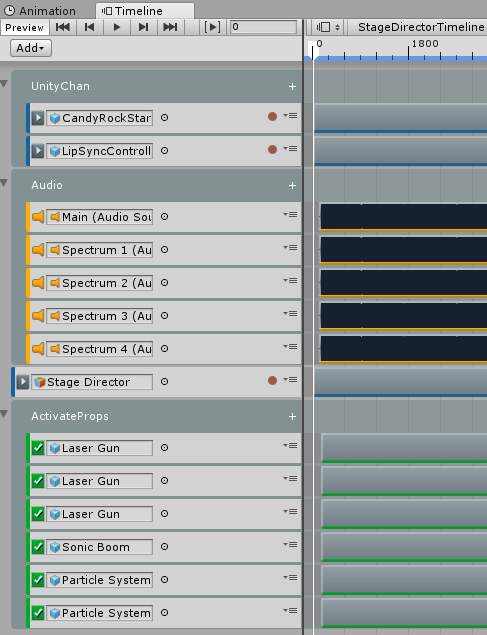 Animation Timeline
Preview 0 StageDirectorTimeline
Add 0 1800
UnityChan
CandyRockStar
LipSyncControll
Audio
Main (Audio Sou
Spectrum 1 (Au
Spectrum 2 (Au
Spectrum 3 (Au
Spectrum 4 (Au
Stage Director
ActivateProps
Laser Gun
Laser Gun
Laser Gun
Sonic Boom
Particle System
Particle System